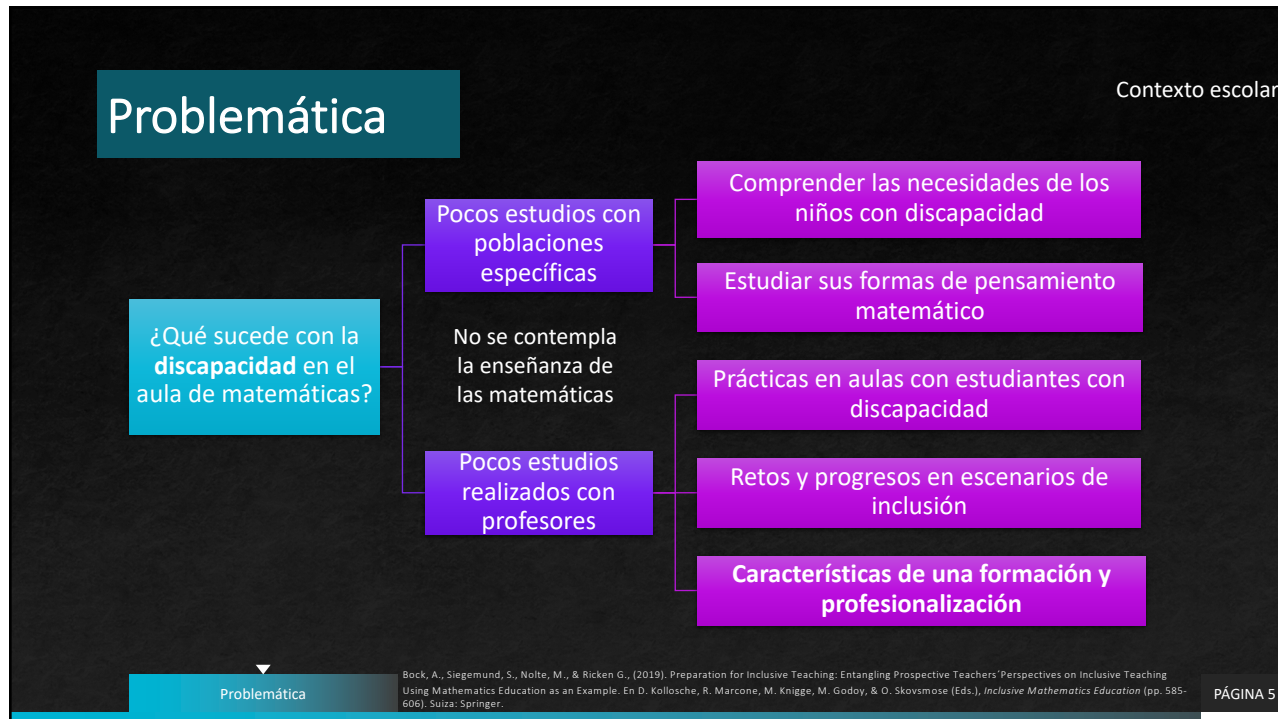 Contexto escolar
Problemática
¿Qué sucede con la
discapacidad en el
aula de matemáticas?
Pocos estudios con
poblaciones
específicas
Comprender las necesidades de los
niños con discapacidad
Estudiar sus formas de pensamiento
matemático
No se contempla
la enseñanza de
las matemáticas
Pocos estudios
realizados con
profesores
Prácticas en aulas con estudiantes con
discapacidad
Retos y progresos en escenarios de
inclusión
Características de una formación y
profesionalización
Problemática
Bock, A., Siegemund, S., Nolte, M., & Ricken G., (2019). Preparation for Inclusive Teaching: Entangling Prospective Teachers´Perspectives on Inclusive Teaching
Using Mathematics Education as an Example. En D. Kollosche, R. Marcone, M. Knigge, M. Godoy, & O. Skovsmose (Eds.), Inclusive Mathematics Education (pp. 585-
606). Suiza: Springer.
PÁGINA 5